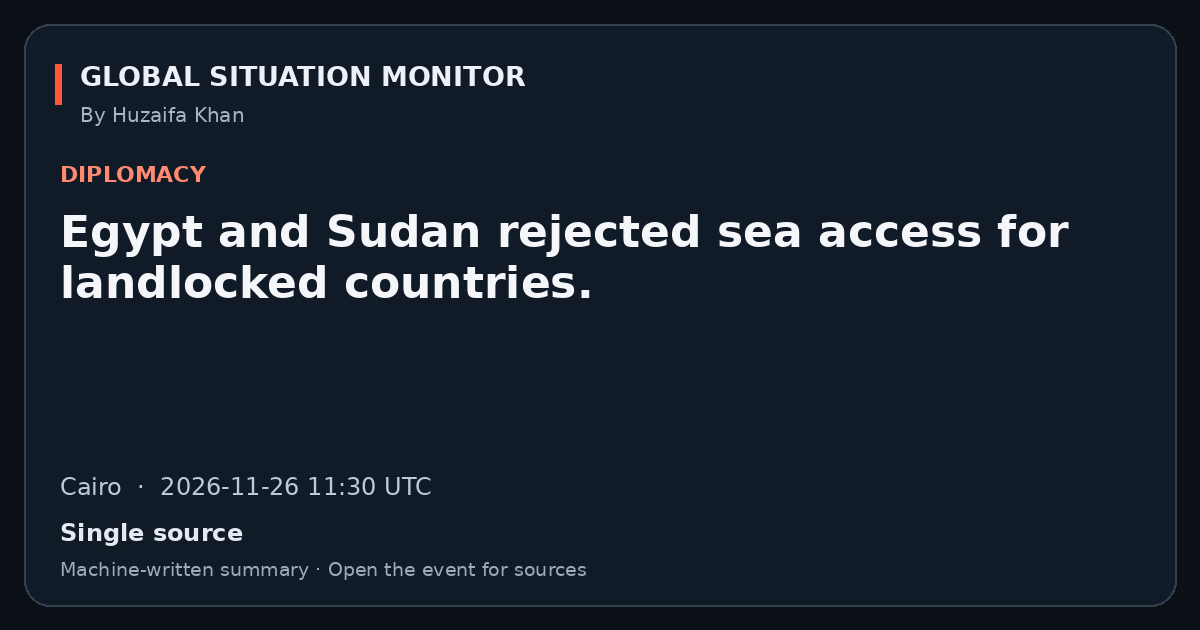 GLOBAL SITUATION MONITOR
By Huzaifa Khan
DIPLOMACY
Egypt and Sudan rejected sea access for
landlocked countries.
Cairo · 2026-11-26 11:30 UTC
Single source
Machine-written summary · Open the event for sources